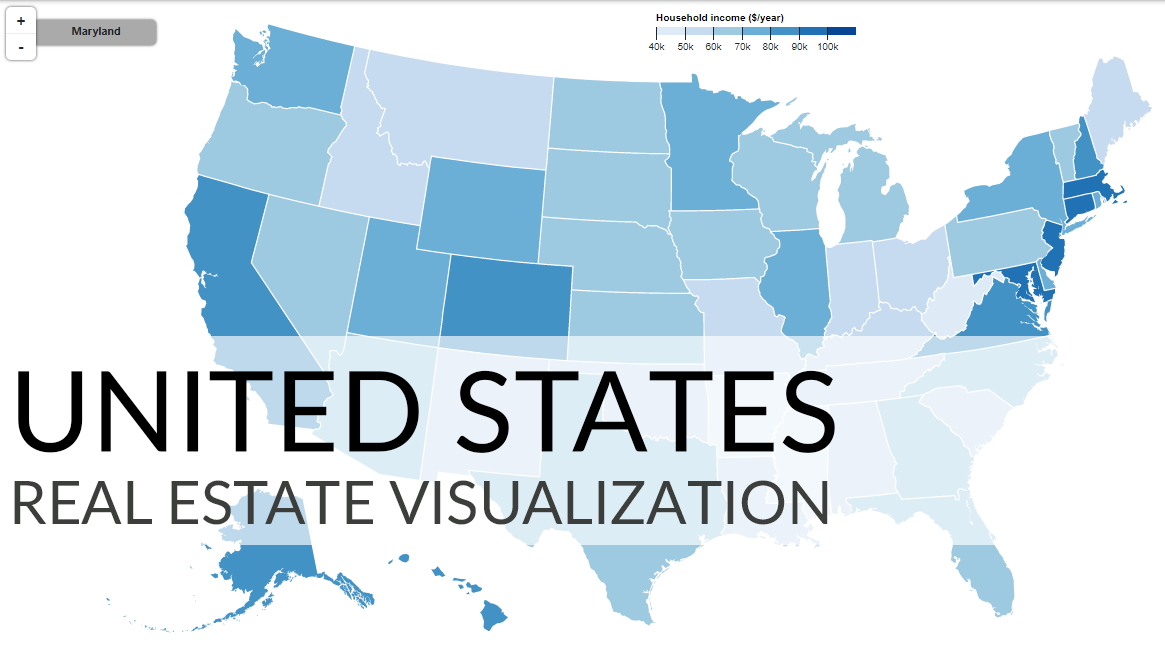 +
Maryland
-
Household income ($/year)
40k 50k 60k 70k 80k 90k 100k
UNITED STATES
REAL ESTATE VISUALIZATION